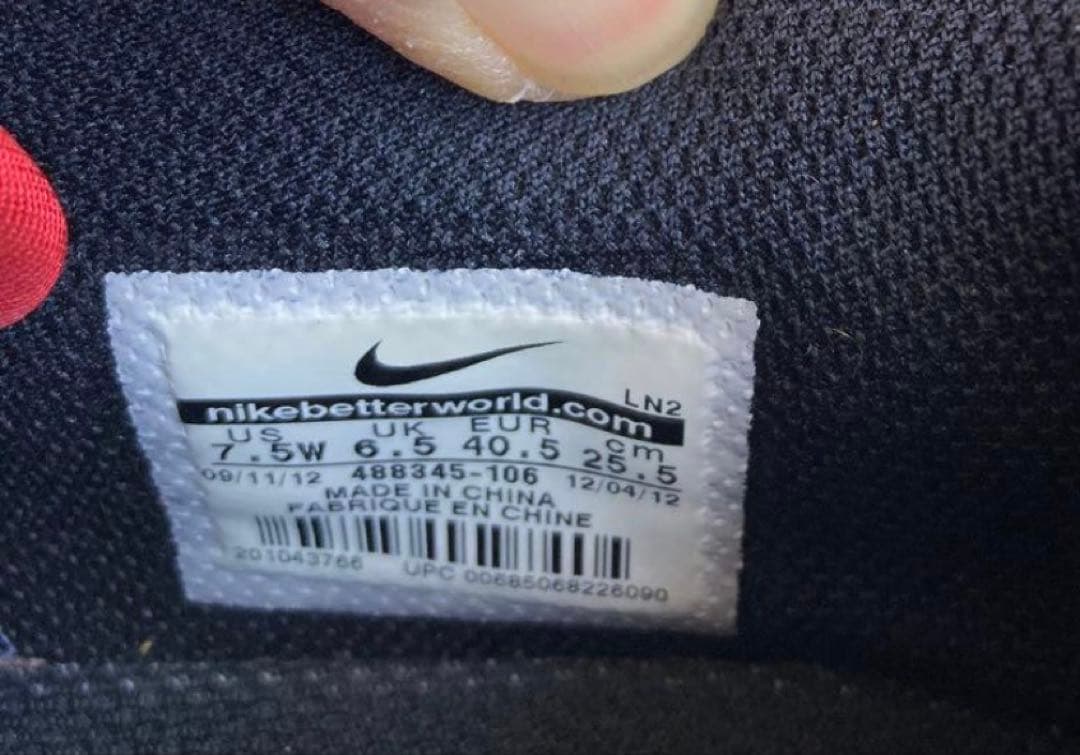 LN2
nikebetterworld.com
US UK EUR cm
7.5W 6.5 40.5 25.5
09/11/12 488345-106 12/04/12
MADE IN CHINA
FABRIQUE EN CHINE
201043766 UPC 00685068226090